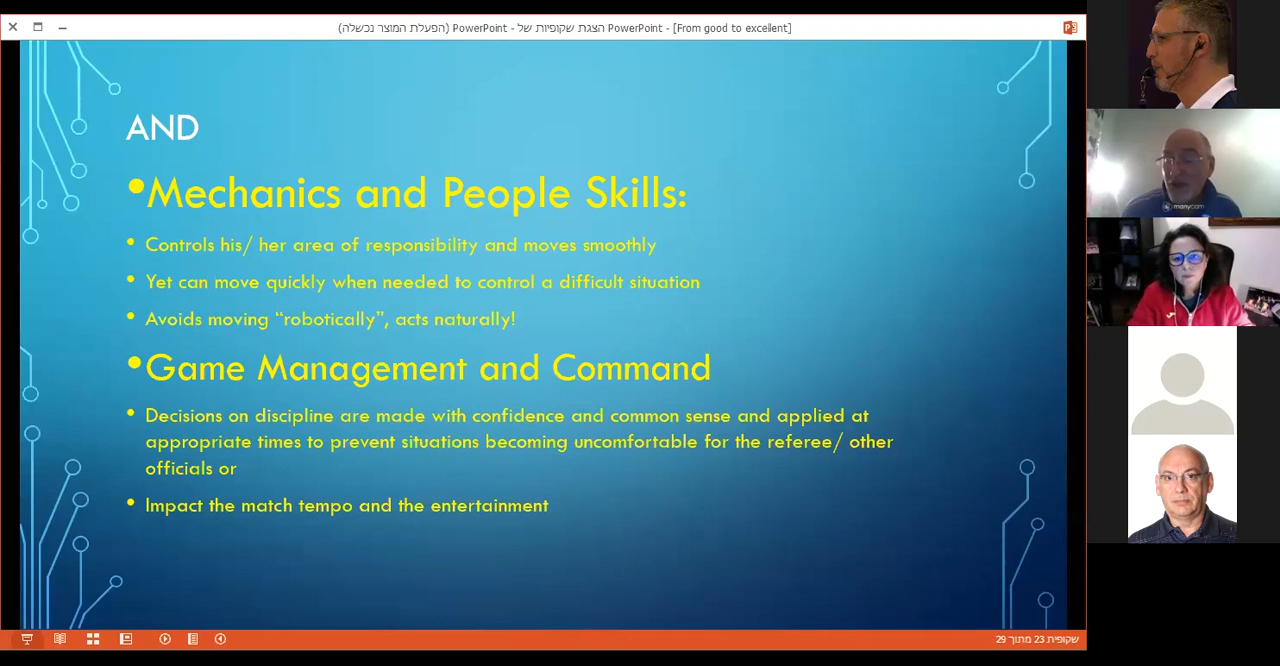 PowerPoint הצגת שקופיות של - PowerPoint (הפעלת המוצר נכשלה) - [From good to excellent]
AND
•Mechanics and People Skills:
• Controls his/ her area of responsibility and moves smoothly
• Yet can move quickly when needed to control a difficult situation
• Avoids moving “robotically”, acts naturally!
•Game Management and Command
• Decisions on discipline are made with confidence and common sense and applied at
appropriate times to prevent situations becoming uncomfortable for the referee/ other
officials or
• Impact the match tempo and the entertainment
manycam
שקופית 23 מתוך 29